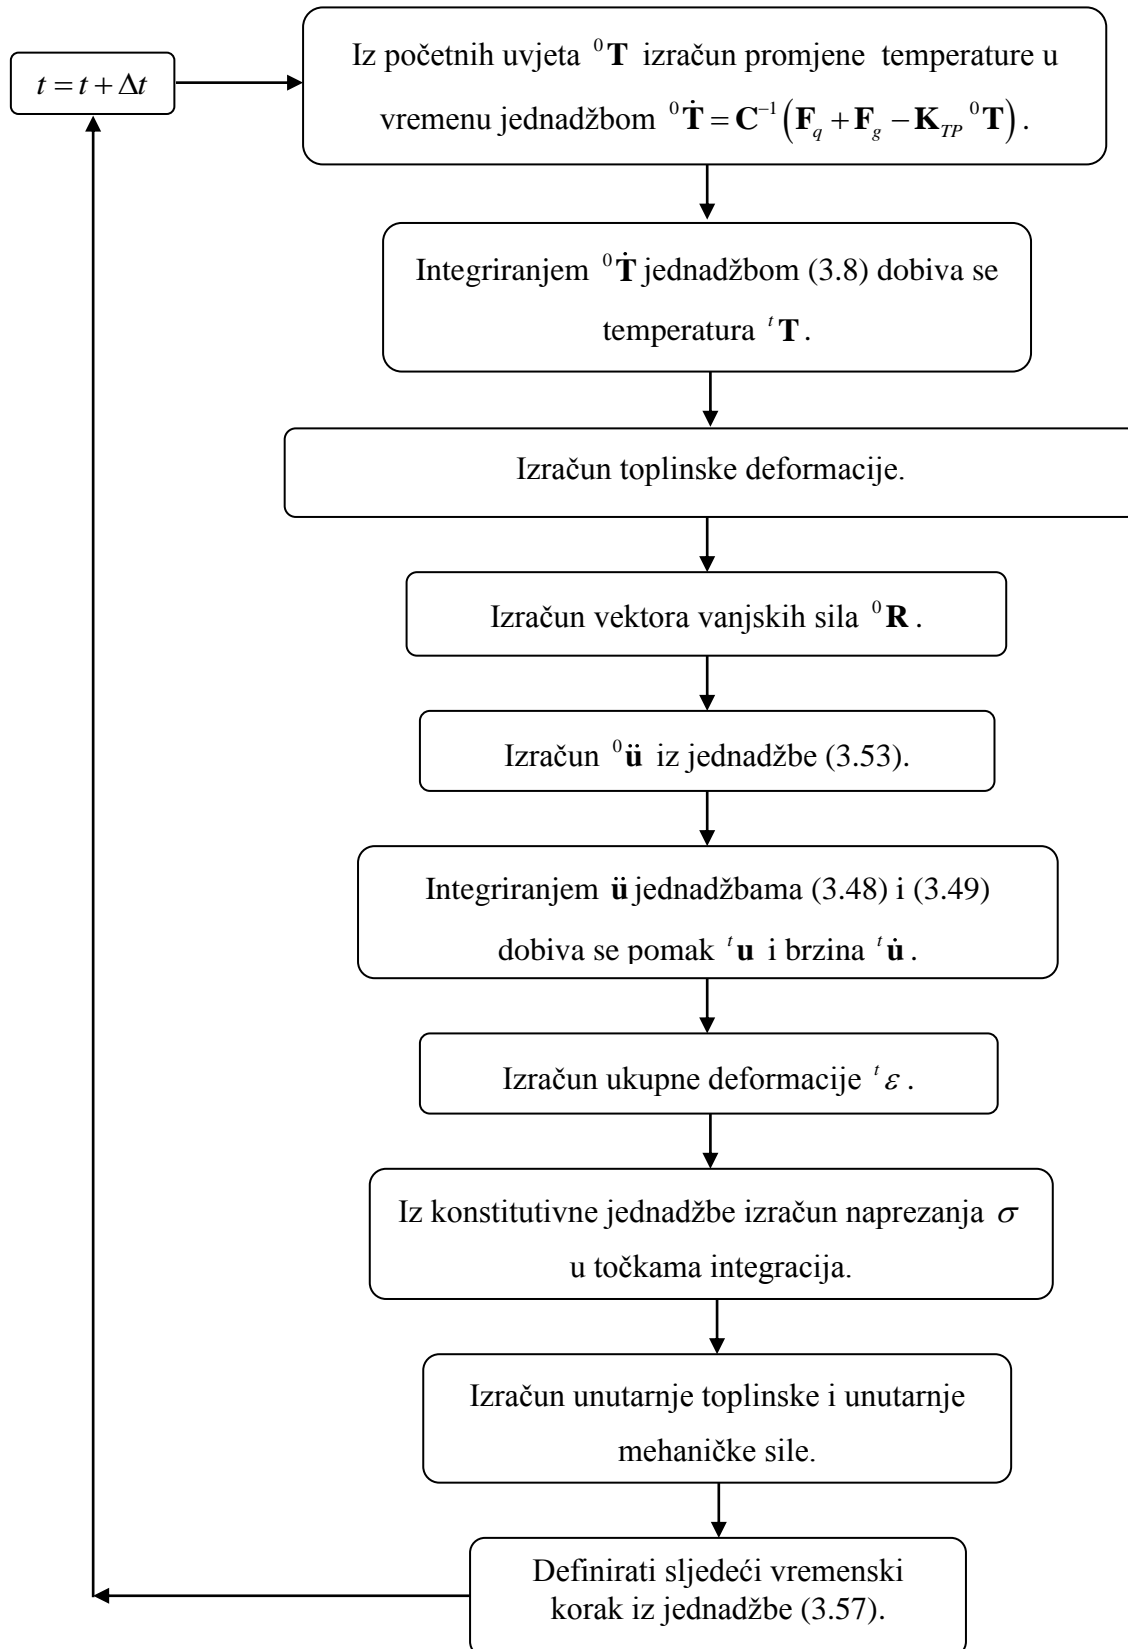 t = t + Δt
Iz početnih uvjeta ⁰T izračun promjene temperature u
vremenu jednadžbom ⁰Ṫ = C⁻¹(F_q + F_g − K_TP ⁰T).
Integriranjem ⁰Ṫ jednadžbom (3.8) dobiva se
temperatura ᵗT.
Izračun toplinske deformacije.
Izračun vektora vanjskih sila ⁰R.
Izračun ⁰ü iz jednadžbe (3.53).
Integriranjem ü jednadžbama (3.48) i (3.49)
dobiva se pomak ᵗu i brzina ᵗu̇.
Izračun ukupne deformacije ᵗε.
Iz konstitutivne jednadžbe izračun naprezanja σ
u točkama integracija.
Izračun unutarnje toplinske i unutarnje
mehaničke sile.
Definirati sljedeći vremenski
korak iz jednadžbe (3.57).